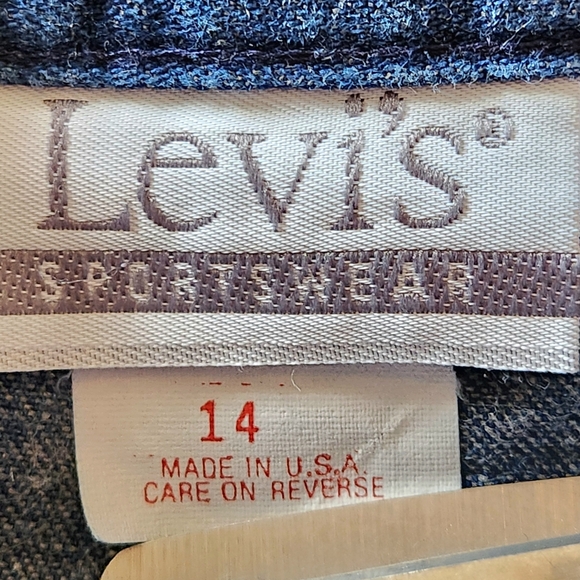 Levi's®
SPORTSWEAR
14
MADE IN U.S.A.
CARE ON REVERSE